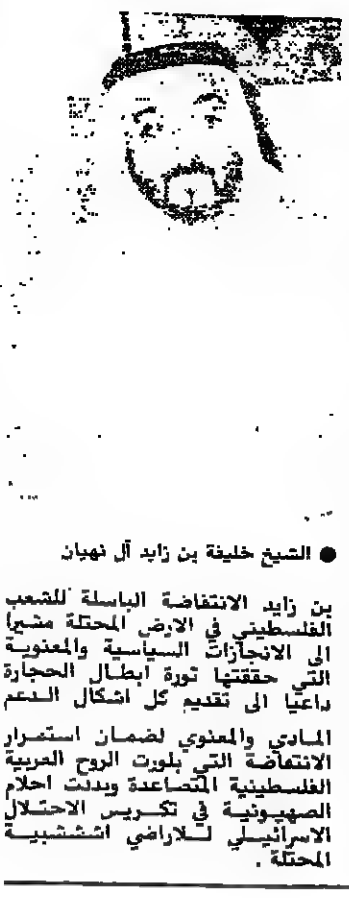 ● الشيخ خليفة بن زايد آل نهيان
بن زايد الانتفاضة الباسلة للشعب
الفلسطيني في الارض المحتلة مشيرا
الى الانجازات السياسية والمعنوية
التي حققتها ثورة ابطال الحجارة
داعيا الى تقديم كل اشكال الدعم
المادي والمعنوي لضمان استمرار
الانتفاضة التي بلورت الروح العربية
الفلسطينية المتصاعدة وبددت احلام
الصهيونية في تكريس الاحتلال
الاسرائيلي للاراضي
المحتلة .